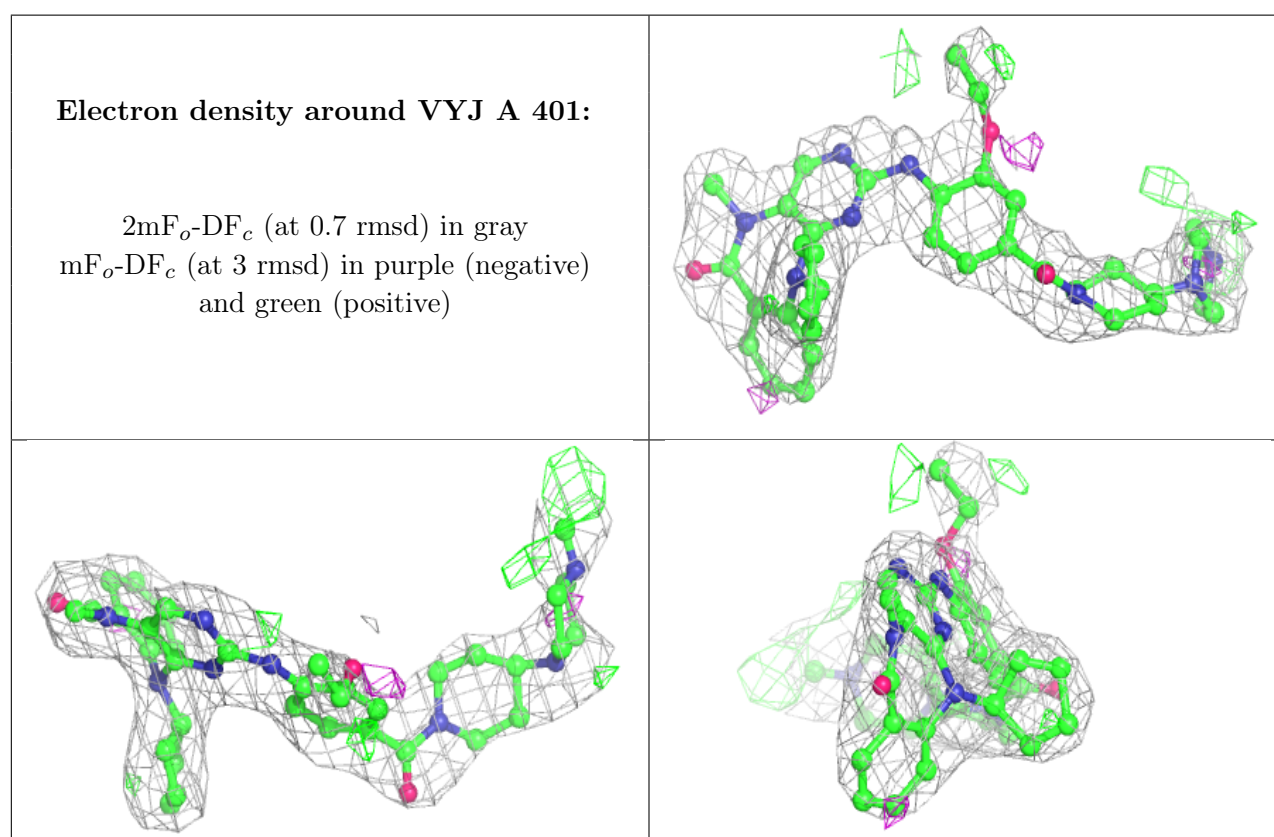 Electron density around VYJ A 401:
2mFₒ-DF𝑐 (at 0.7 rmsd) in gray
mFₒ-DF𝑐 (at 3 rmsd) in purple (negative)
and green (positive)